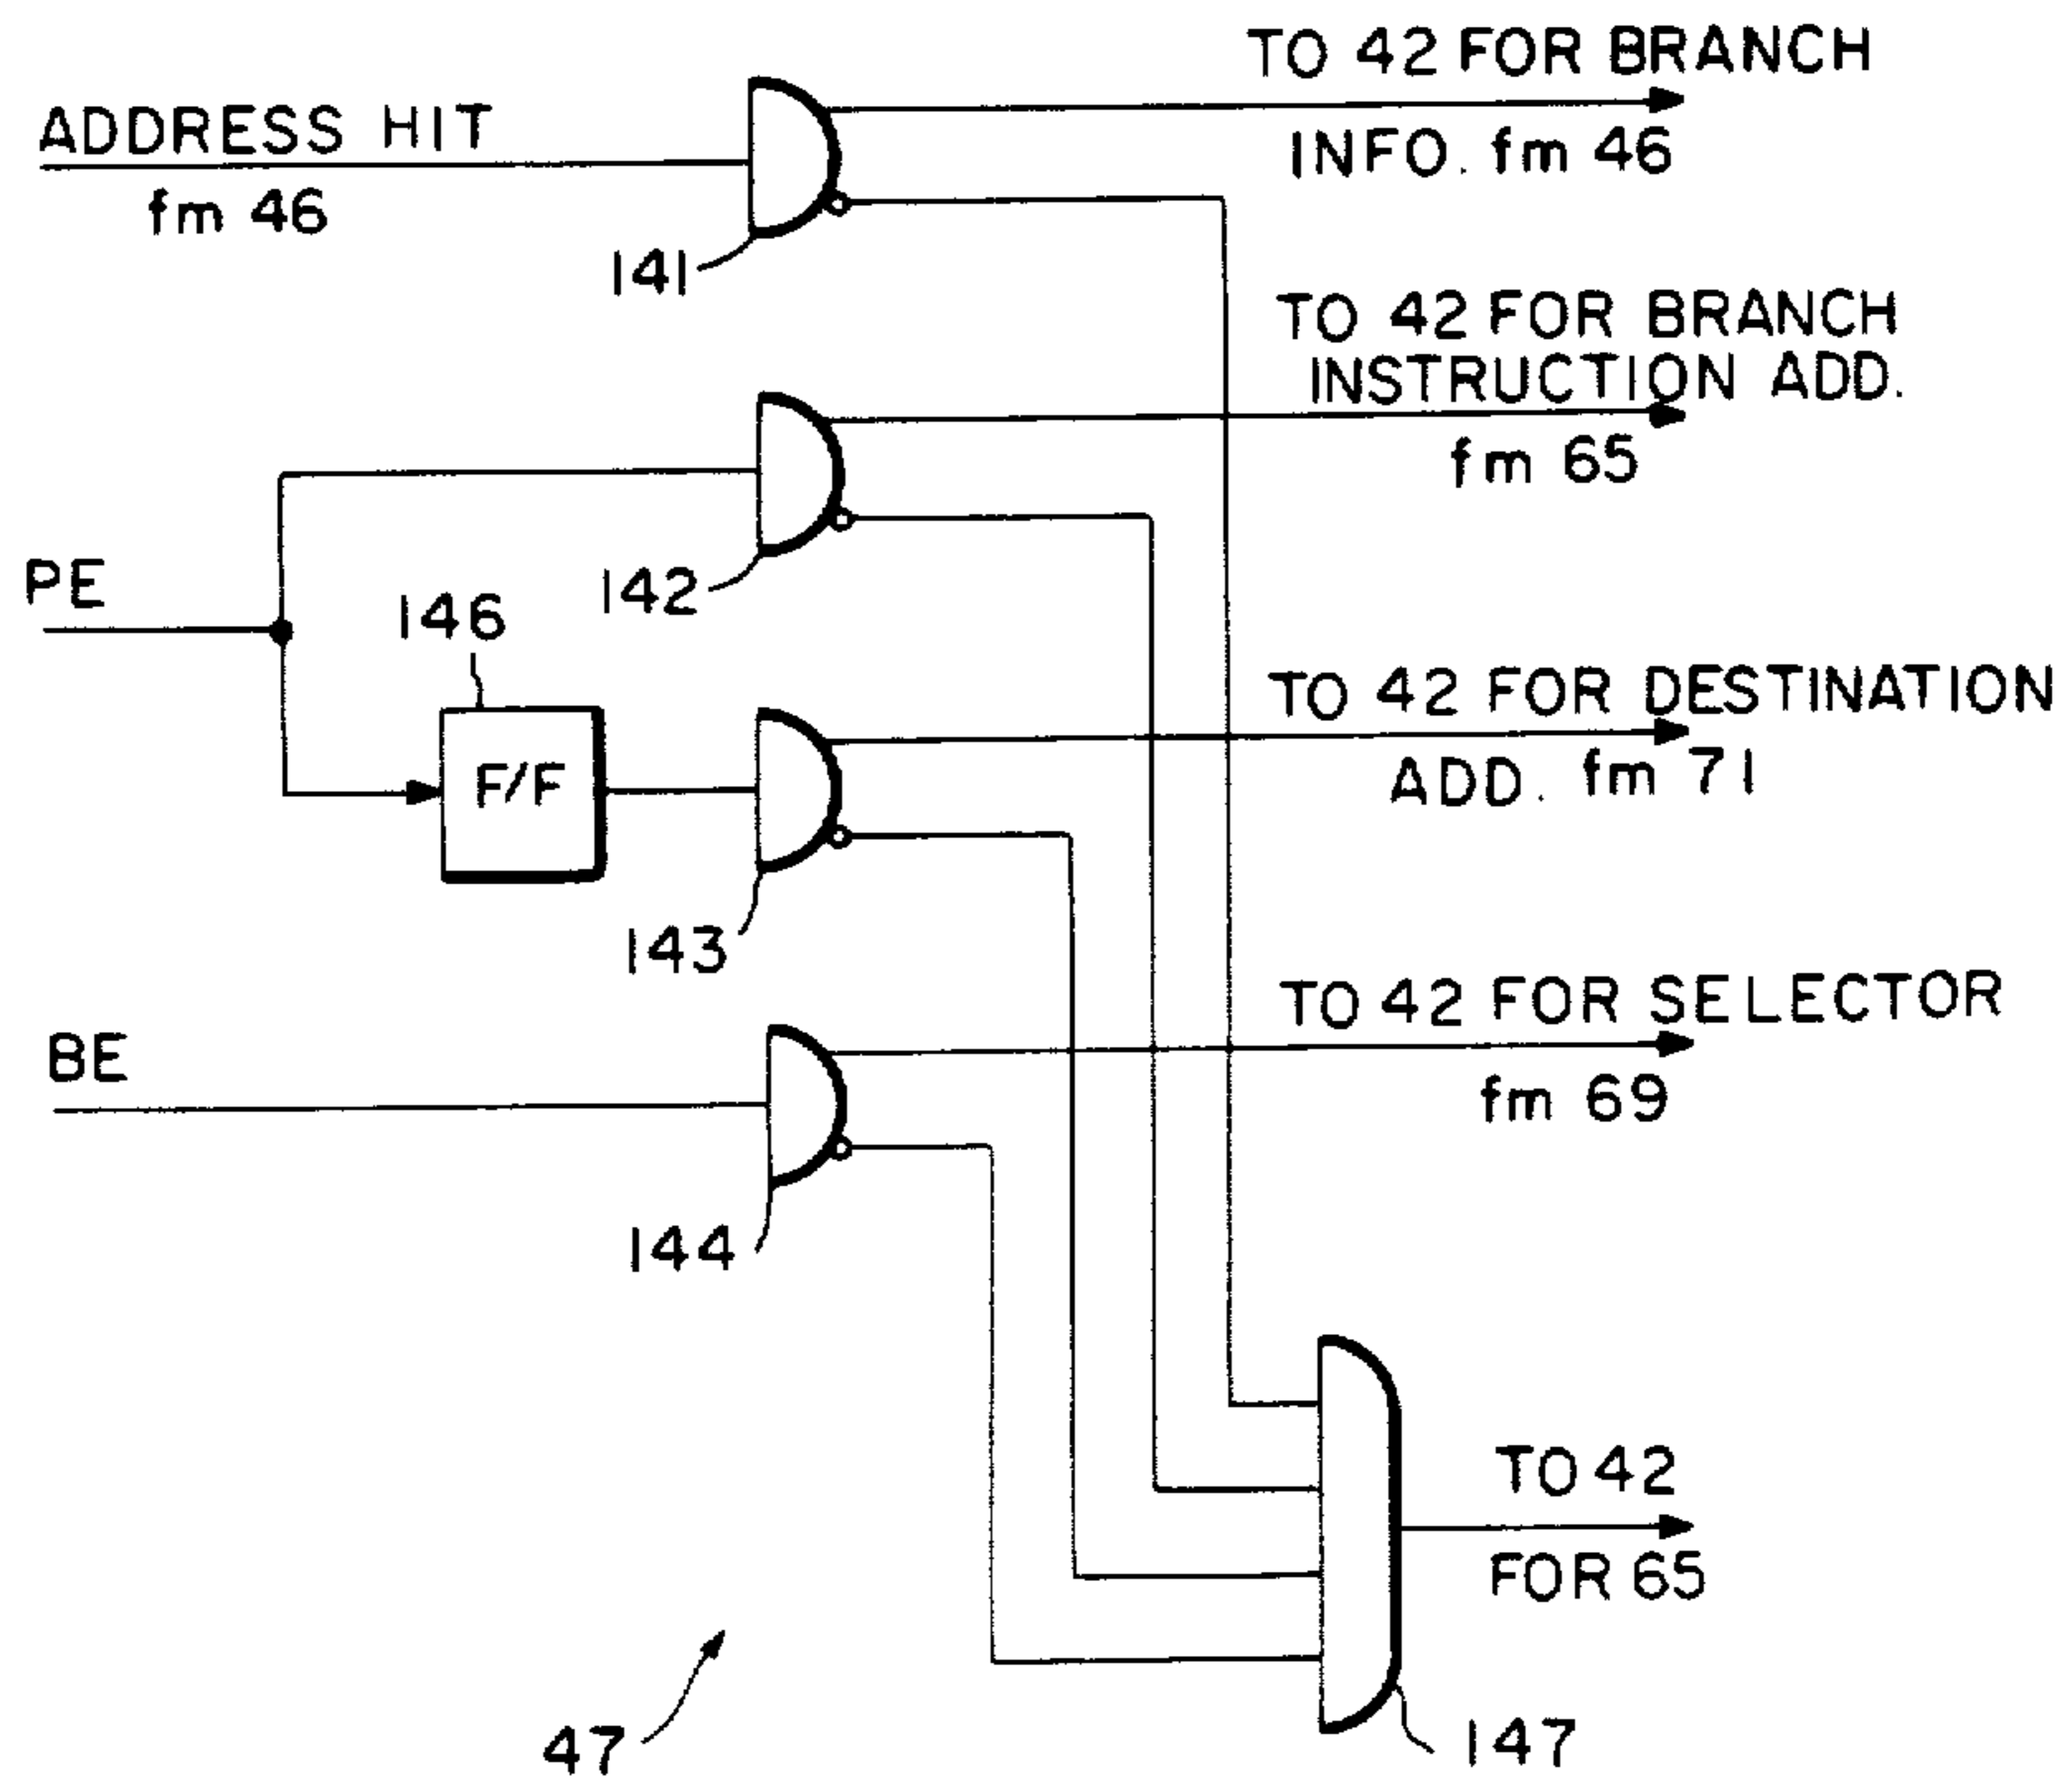 TO 42 FOR BRANCH
ADDRESS HIT
INFO. fm 46
fm 46
141
TO 42 FOR BRANCH
INSTRUCTION ADD.
fm 65
PE
142
146
TO 42 FOR DESTINATION
F/F
ADD. fm 71
143
TO 42 FOR SELECTOR
BE
fm 69
144
TO 42
FOR 65
47
147